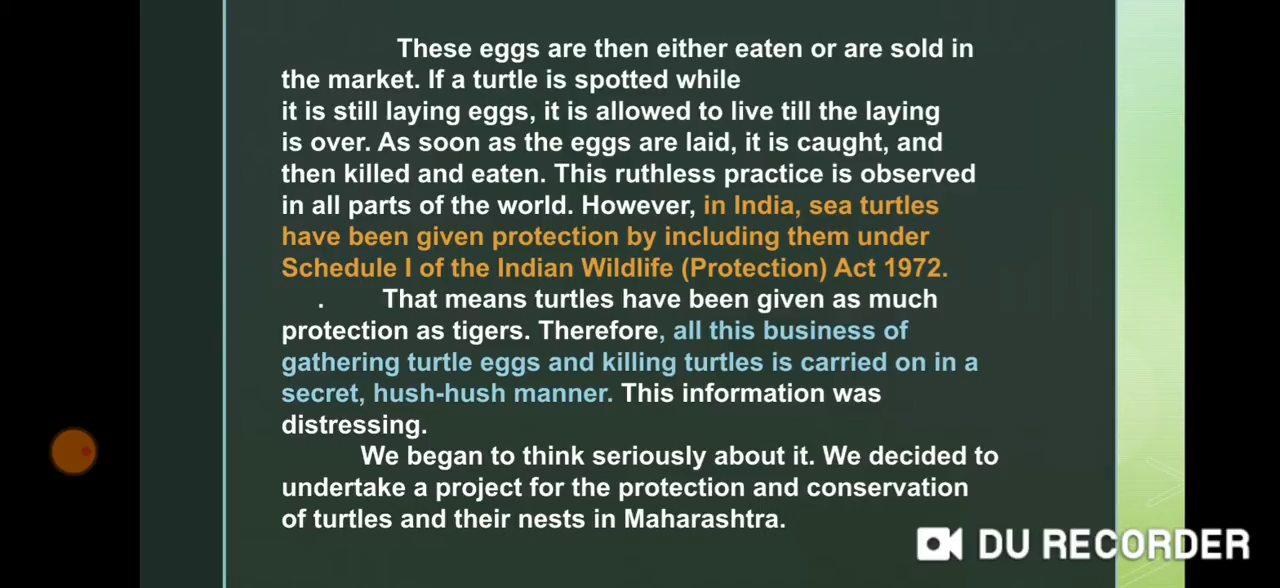 These eggs are then either eaten or are sold in
the market. If a turtle is spotted while
it is still laying eggs, it is allowed to live till the laying
is over. As soon as the eggs are laid, it is caught, and
then killed and eaten. This ruthless practice is observed
in all parts of the world. However, in India, sea turtles
have been given protection by including them under
Schedule I of the Indian Wildlife (Protection) Act 1972.
. That means turtles have been given as much
protection as tigers. Therefore, all this business of
gathering turtle eggs and killing turtles is carried on in a
secret, hush-hush manner. This information was
distressing.
We began to think seriously about it. We decided to
undertake a project for the protection and conservation
of turtles and their nests in Maharashtra.
DU RECORDER